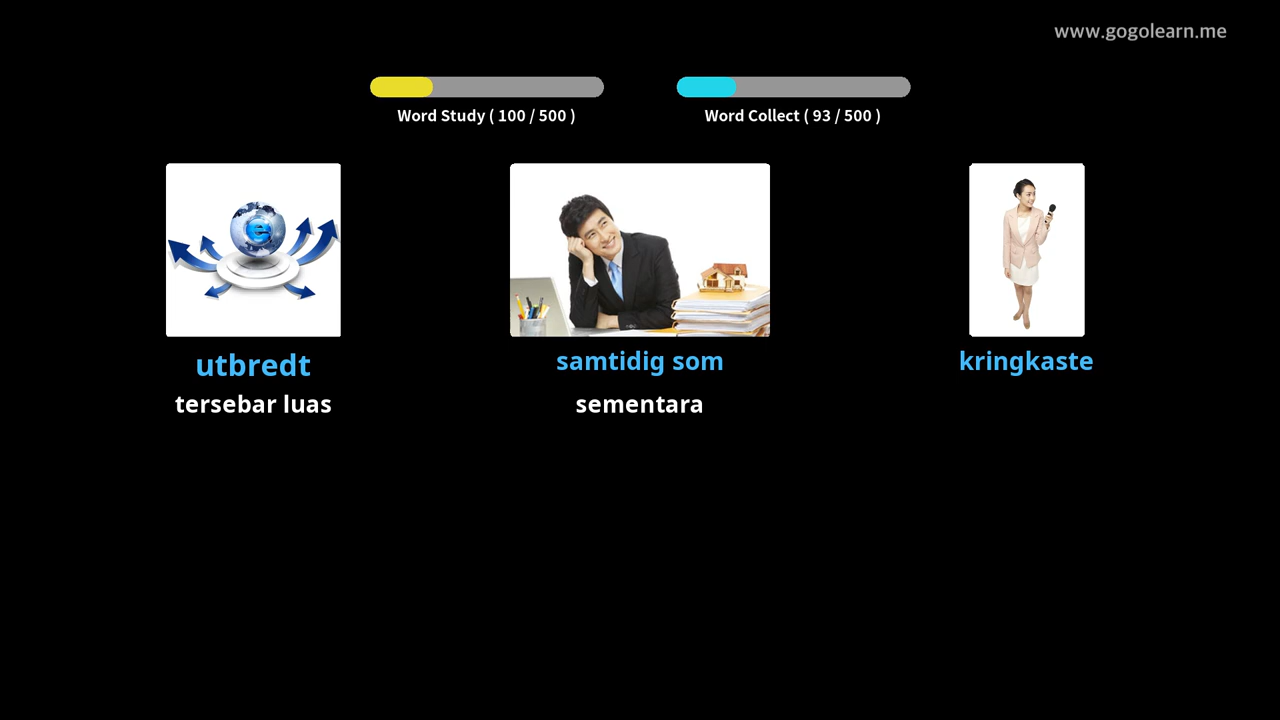 www.gogolearn.me
Word Study ( 100 / 500 )
Word Collect ( 93 / 500 )
e
utbredt
samtidig som
kringkaste
tersebar luas
sementara